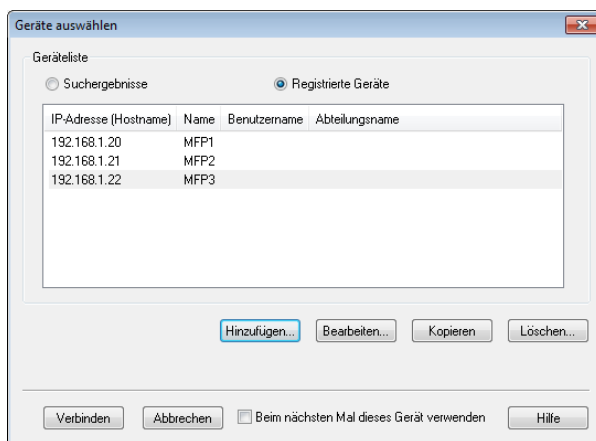 Geräte auswählen
Geräteliste
Suchergebnisse Registrierte Geräte
IP-Adresse (Hostname) Name Benutzername Abteilungsname
192.168.1.20 MFP1
192.168.1.21 MFP2
192.168.1.22 MFP3
Hinzufügen... Bearbeiten... Kopieren Löschen...
Verbinden Abbrechen Beim nächsten Mal dieses Gerät verwenden Hilfe